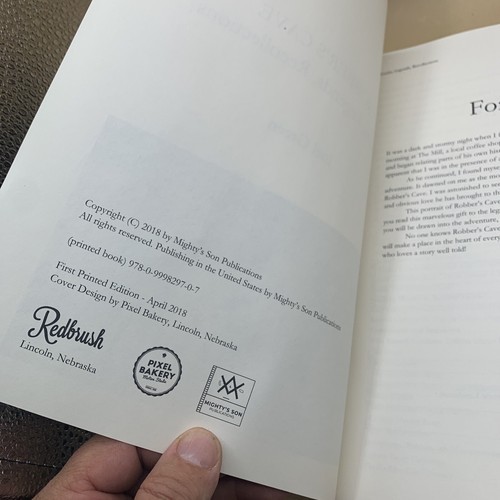 Copyright (C) 2018 by Mighty's Son Publications
All rights reserved. Publishing in the United States by Mighty's Son Publications
(printed book) 978-0-9998297-0-7
First Printed Edition - April 2018
Cover Design by Pixel Bakery, Lincoln, Nebraska
Redbrush
Lincoln, Nebraska
PIXEL
BAKERY
MIGHTY'S SON
PUBLICATIONS
Fo
It was a dark and stormy night when I
meeting at The Mill, a local coffee sho
and began relating parts of his own his
apparent that I was in the presence of
As he continued, I found myse
adventure. It dawned on me as the mo
Robber's Cave. I was astonished to
and obvious love he has brought to th
This portrait of Robber's Cave
you read this marvelous gift to the leg
you will be drawn into the adventure,
No one knows Robber's Cave
will make a place in the heart of every
who loves a story well told!